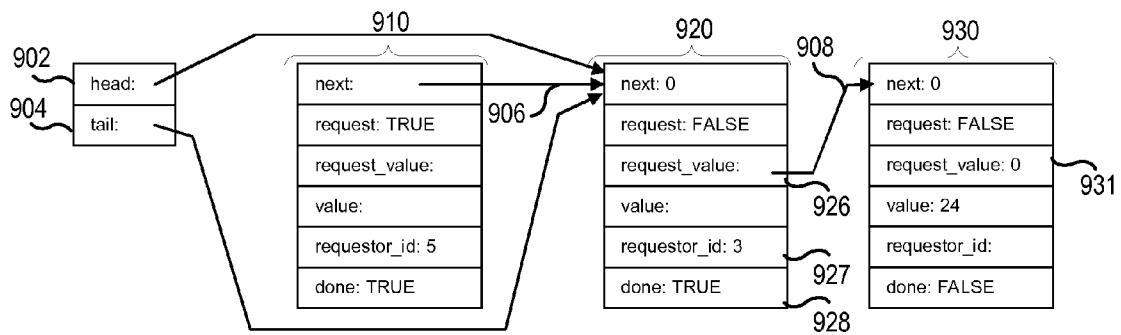 902
head:
904
tail:
910
next:
906
request: TRUE
request_value:
value:
requestor_id: 5
done: TRUE
920
next: 0
request: FALSE
request_value:
926
value:
requestor_id: 3
927
done: TRUE
928
908
930
next: 0
request: FALSE
request_value: 0
931
value: 24
requestor_id:
done: FALSE